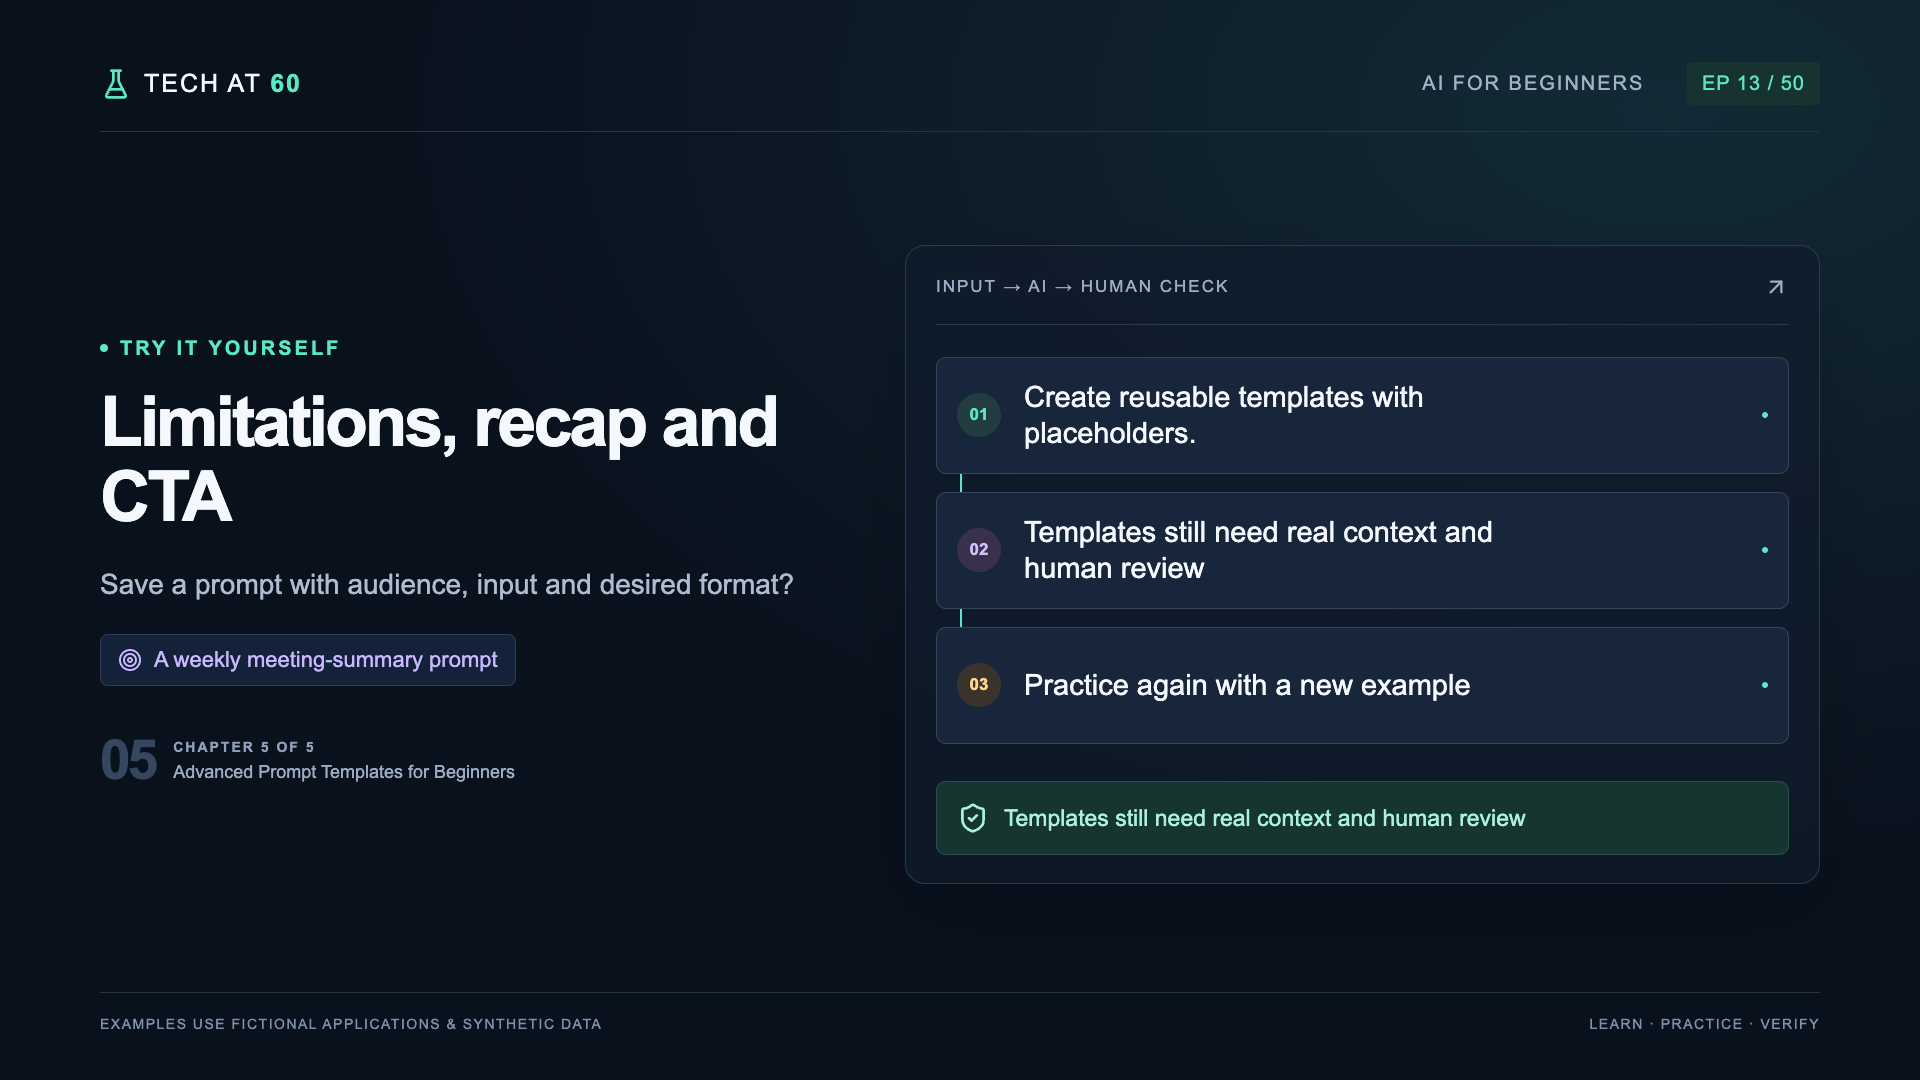 TECH AT 60
AI FOR BEGINNERS
EP 13 / 50
TRY IT YOURSELF
Limitations, recap and
CTA
Save a prompt with audience, input and desired format?
A weekly meeting-summary prompt
05
CHAPTER 5 OF 5
Advanced Prompt Templates for Beginners
INPUT → AI → HUMAN CHECK
01
Create reusable templates with
placeholders.
02
Templates still need real context and
human review
03
Practice again with a new example
Templates still need real context and human review
EXAMPLES USE FICTIONAL APPLICATIONS & SYNTHETIC DATA
LEARN · PRACTICE · VERIFY